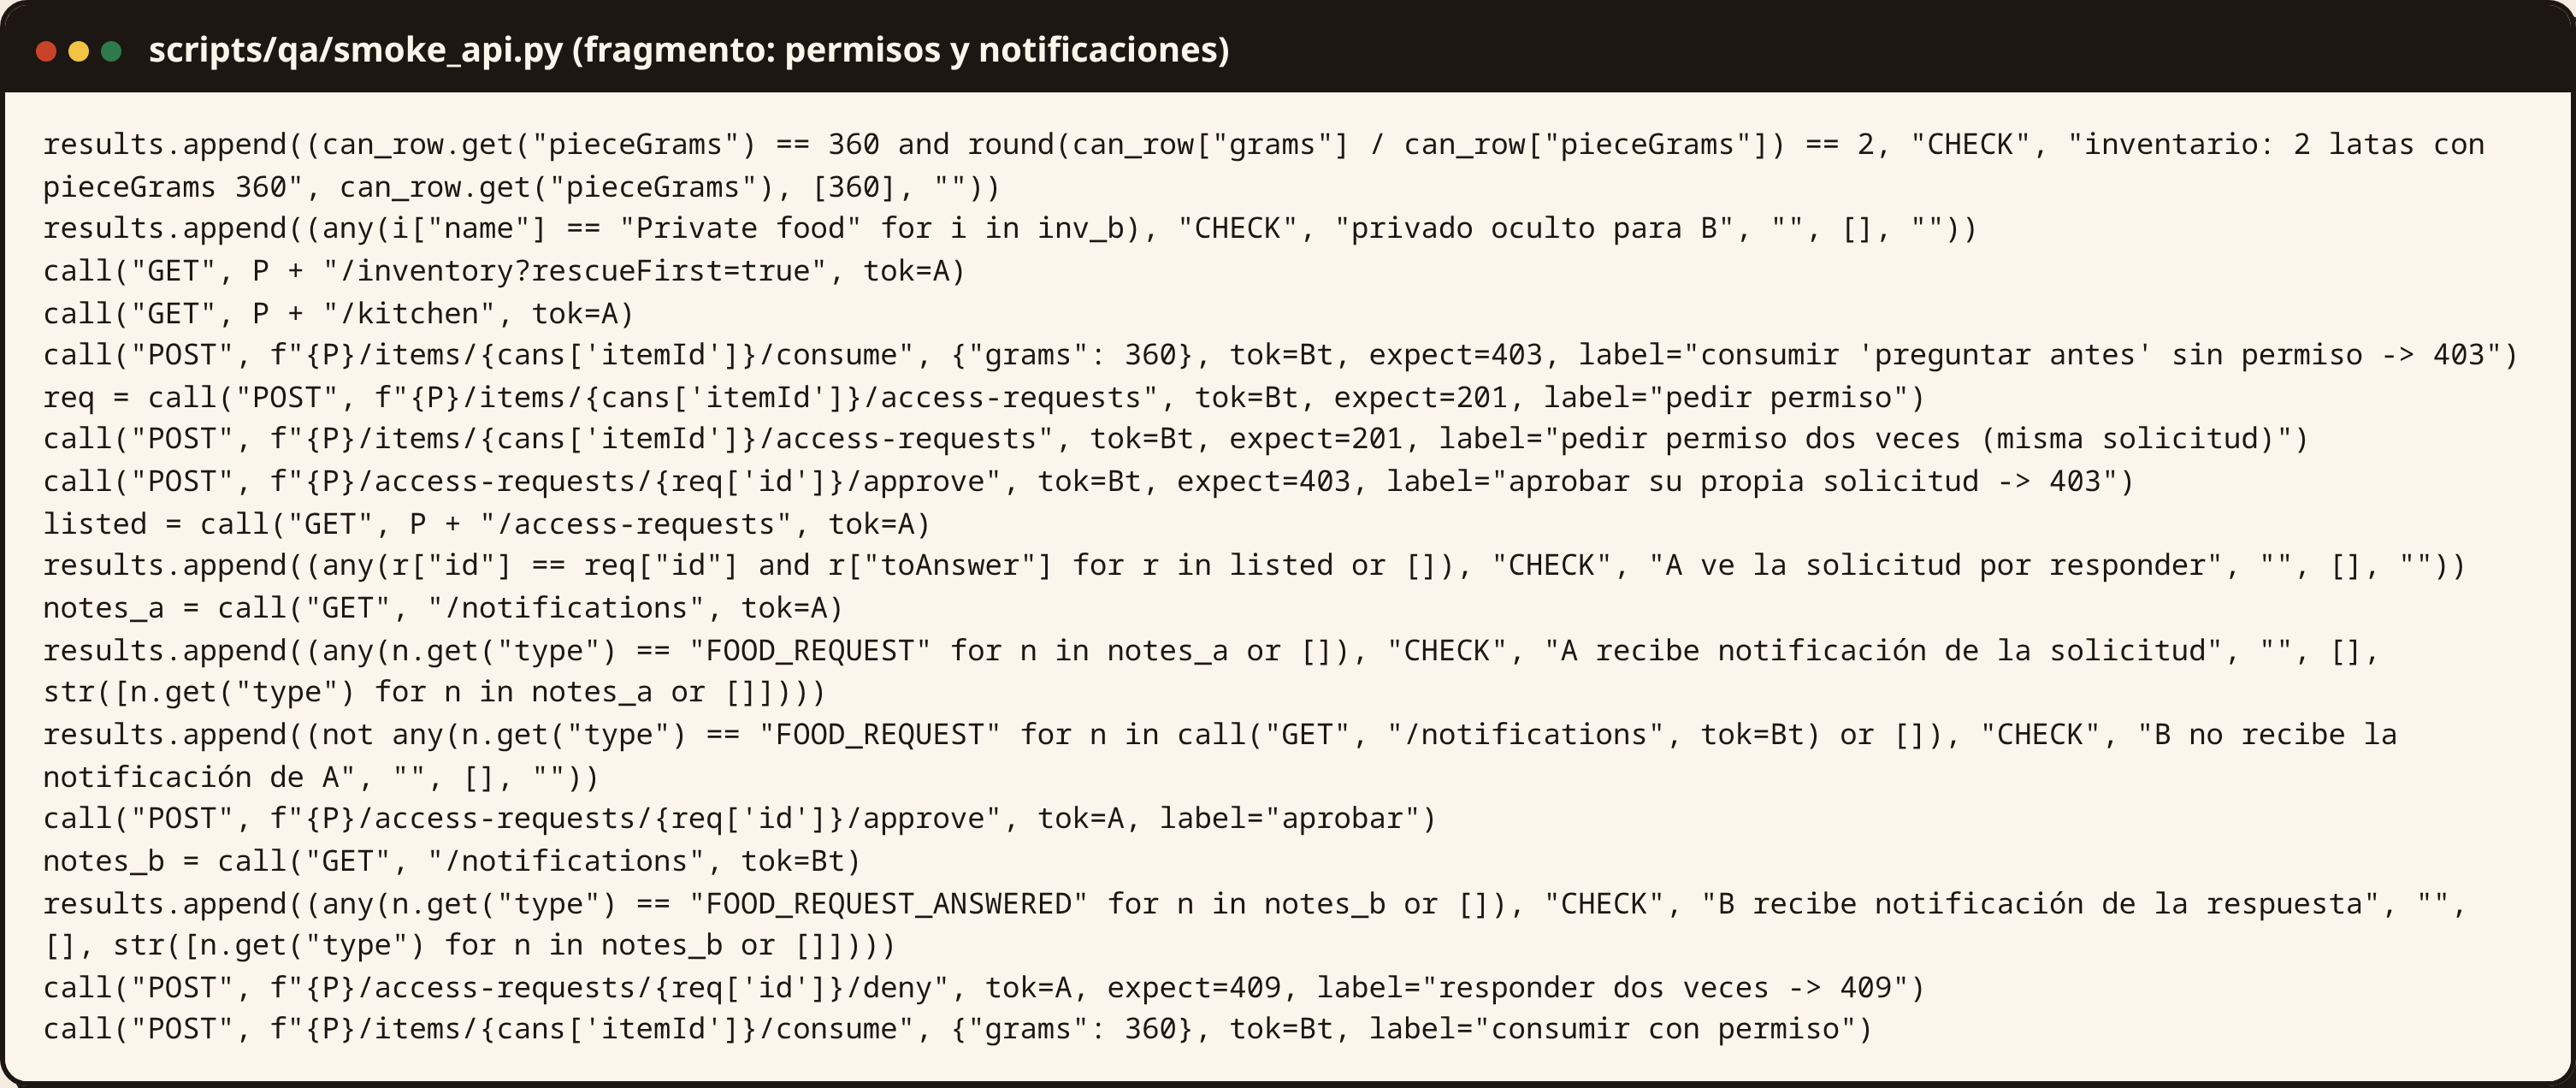 scripts/qa/smoke_api.py (fragmento: permisos y notificaciones)
results.append((can_row.get("pieceGrams") == 360 and round(can_row["grams"] / can_row["pieceGrams"]) == 2, "CHECK", "inventario: 2 latas con
pieceGrams 360", can_row.get("pieceGrams"), [360], ""))
results.append((any(i["name"] == "Private food" for i in inv_b), "CHECK", "privado oculto para B", "", [], ""))
call("GET", P + "/inventory?rescueFirst=true", tok=A)
call("GET", P + "/kitchen", tok=A)
call("POST", f"{P}/items/{cans['itemId']}/consume", {"grams": 360}, tok=Bt, expect=403, label="consumir 'preguntar antes' sin permiso -> 403")
req = call("POST", f"{P}/items/{cans['itemId']}/access-requests", tok=Bt, expect=201, label="pedir permiso")
call("POST", f"{P}/items/{cans['itemId']}/access-requests", tok=Bt, expect=201, label="pedir permiso dos veces (misma solicitud)")
call("POST", f"{P}/access-requests/{req['id']}/approve", tok=Bt, expect=403, label="aprobar su propia solicitud -> 403")
listed = call("GET", P + "/access-requests", tok=A)
results.append((any(r["id"] == req["id"] and r["toAnswer"] for r in listed or []), "CHECK", "A ve la solicitud por responder", "", [], ""))
notes_a = call("GET", "/notifications", tok=A)
results.append((any(n.get("type") == "FOOD_REQUEST" for n in notes_a or []), "CHECK", "A recibe notificación de la solicitud", "", [],
str([n.get("type") for n in notes_a or []])))
results.append((not any(n.get("type") == "FOOD_REQUEST" for n in call("GET", "/notifications", tok=Bt) or []), "CHECK", "B no recibe la
notificación de A", "", [], ""))
call("POST", f"{P}/access-requests/{req['id']}/approve", tok=A, label="aprobar")
notes_b = call("GET", "/notifications", tok=Bt)
results.append((any(n.get("type") == "FOOD_REQUEST_ANSWERED" for n in notes_b or []), "CHECK", "B recibe notificación de la respuesta", "",
[], str([n.get("type") for n in notes_b or []])))
call("POST", f"{P}/access-requests/{req['id']}/deny", tok=A, expect=409, label="responder dos veces -> 409")
call("POST", f"{P}/items/{cans['itemId']}/consume", {"grams": 360}, tok=Bt, label="consumir con permiso")